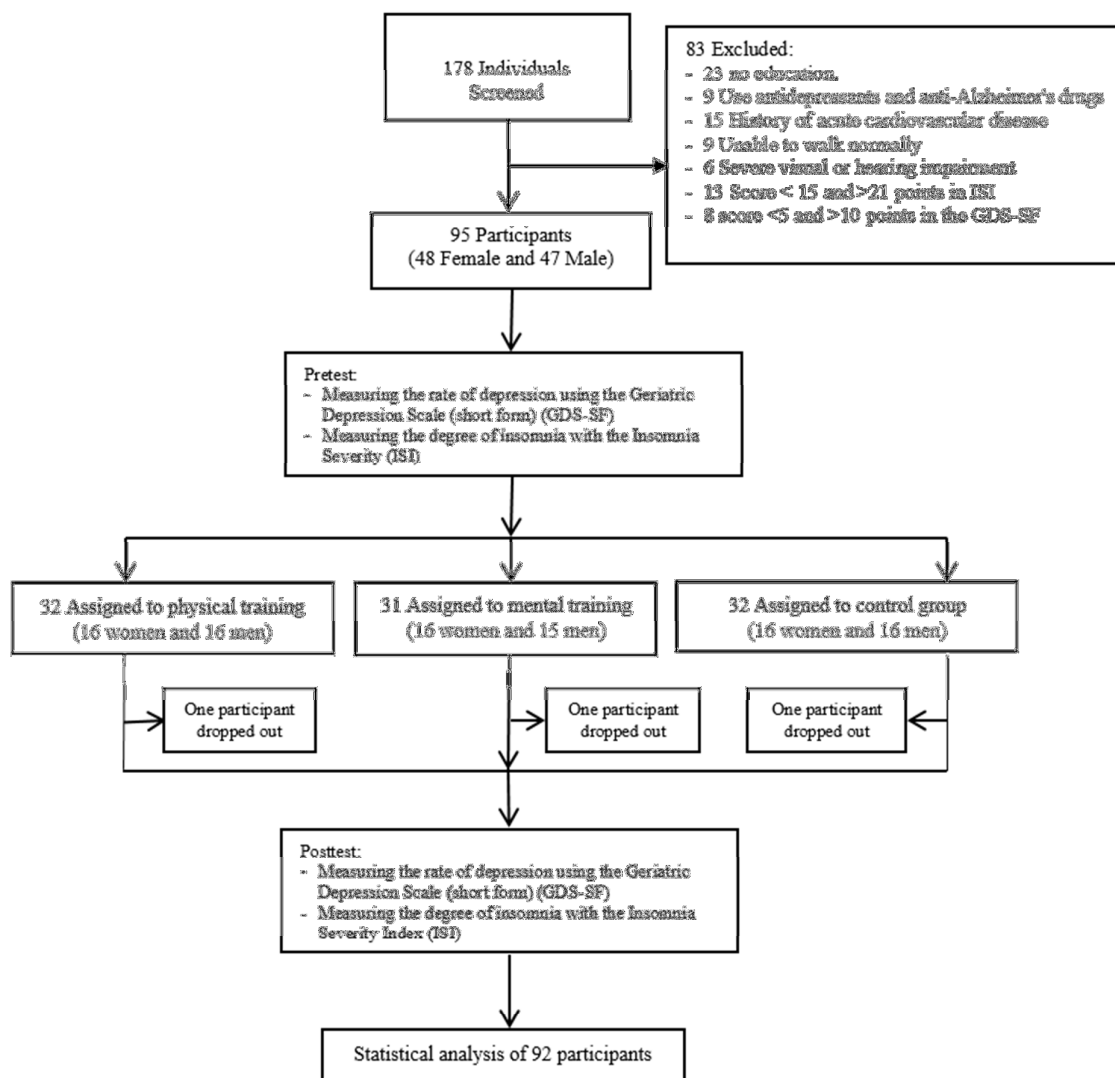 178 Individuals
Screened
83 Excluded:
- 23 no education.
- 9 Use antidepressants and anti-Alzheimer's drugs
- 15 History of acute cardiovascular disease
- 9 Unable to walk normally
- 6 Severe visual or hearing impairment
- 13 Score < 15 and >21 points in ISI
- 8 score <5 and >10 points in the GDS-SF
95 Participants
(48 Female and 47 Male)
Pretest:
- Measuring the rate of depression using the Geriatric
Depression Scale (short form) (GDS-SF)
- Measuring the degree of insomnia with the Insomnia
Severity (ISI)
32 Assigned to physical training
(16 women and 16 men)
31 Assigned to mental training
(16 women and 15 men)
32 Assigned to control group
(16 women and 16 men)
One participant
dropped out
One participant
dropped out
One participant
dropped out
Posttest:
- Measuring the rate of depression using the Geriatric
Depression Scale (short form) (GDS-SF)
- Measuring the degree of insomnia with the Insomnia
Severity Index (ISI)
Statistical analysis of 92 participants